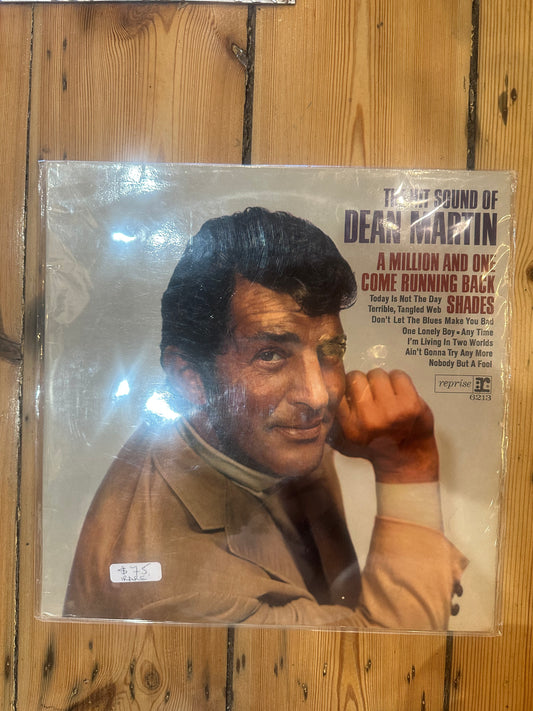 THE HIT SOUND OF
DEAN MARTIN
A MILLION AND ONE
COME RUNNING BACK
SHADES
Today Is Not The Day
Terrible, Tangled Web
Don't Let The Blues Make You Bad
One Lonely Boy • Any Time
I'm Living In Two Worlds
Ain't Gonna Try Any More
Nobody But A Fool
reprise
6213
$75
RARE